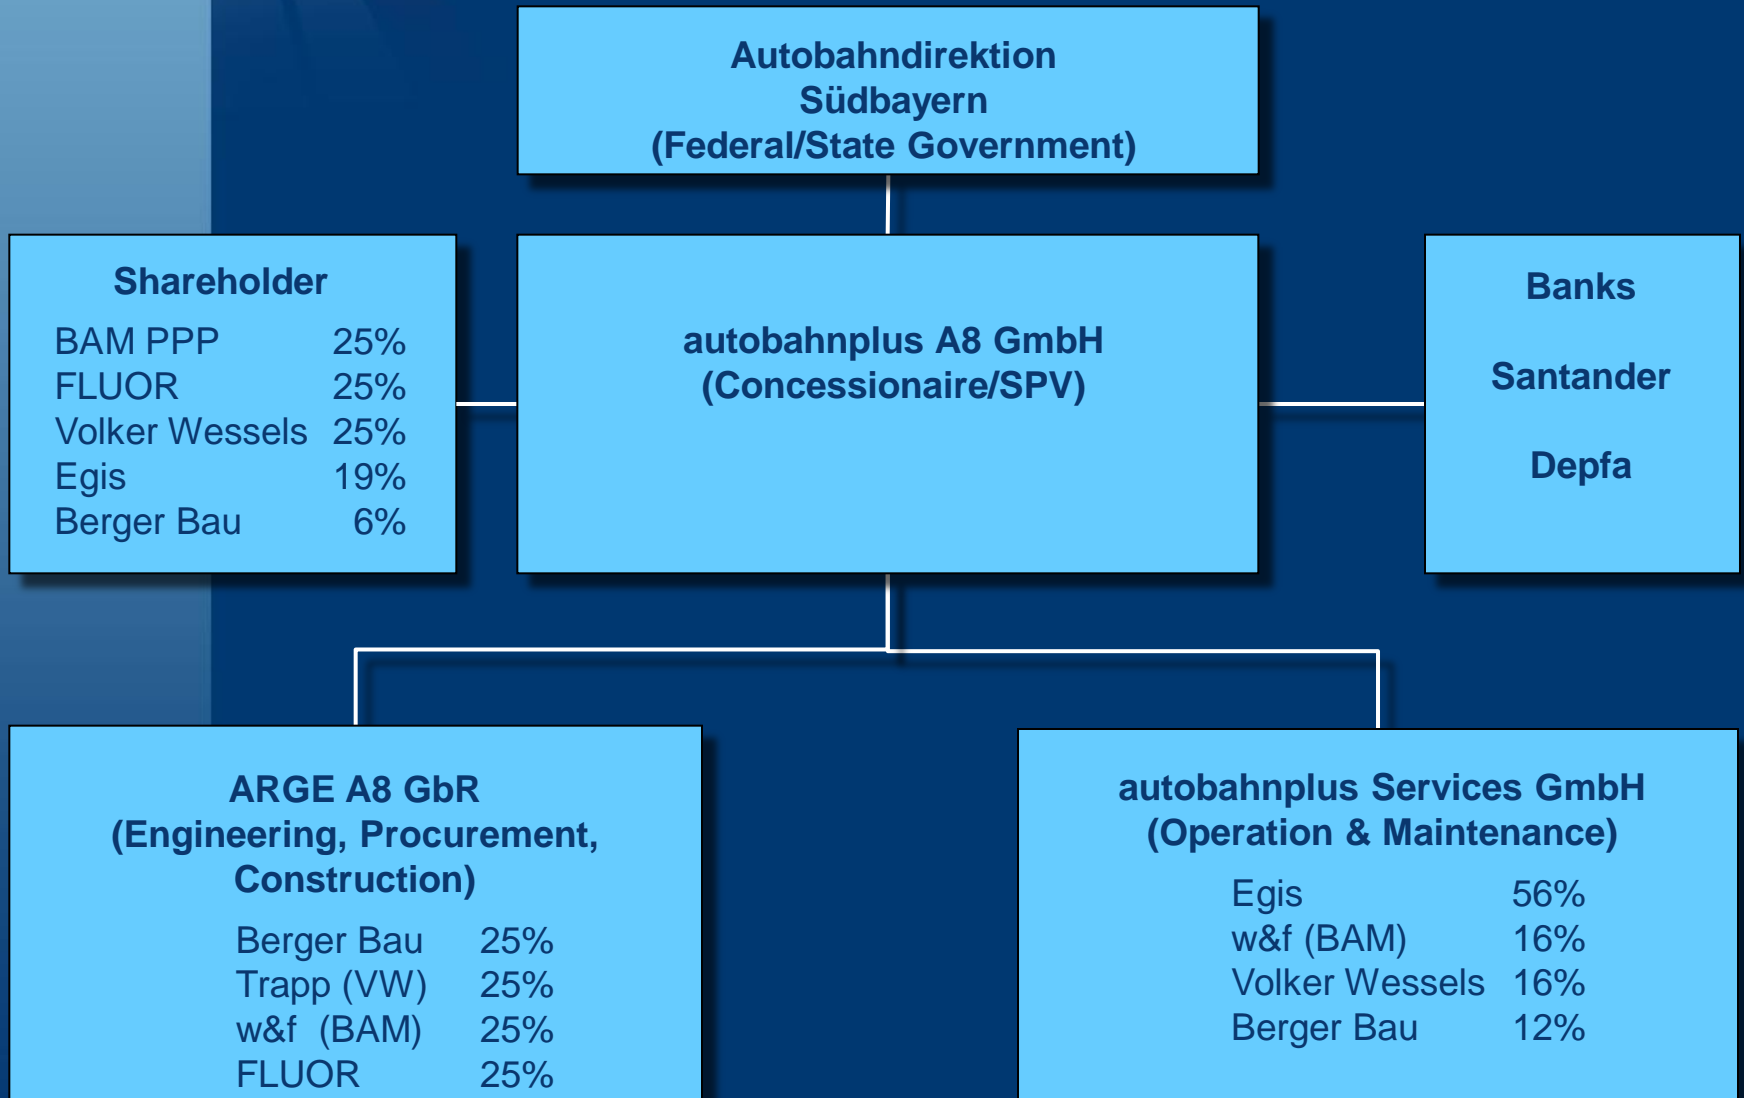 Autobahndirektion
Südbayern
(Federal/State Government)
Shareholder
BAM PPP 25%
FLUOR 25%
Volker Wessels 25%
Egis 19%
Berger Bau 6%
autobahnplus A8 GmbH
(Concessionaire/SPV)
Banks
Santander
Depfa
ARGE A8 GbR
(Engineering, Procurement,
Construction)
Berger Bau 25%
Trapp (VW) 25%
w&f (BAM) 25%
FLUOR 25%
autobahnplus Services GmbH
(Operation & Maintenance)
Egis 56%
w&f (BAM) 16%
Volker Wessels 16%
Berger Bau 12%